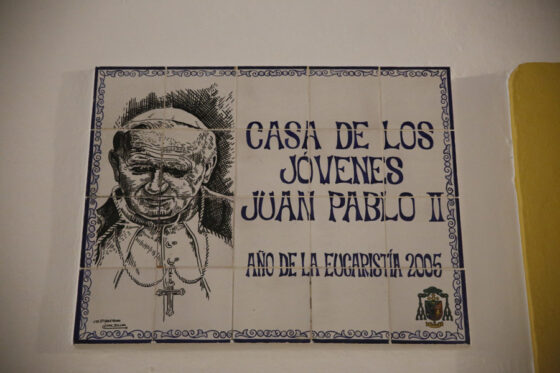 CASA DE LOS
JÓVENES
JUAN PABLO II
AÑO DE LA EUCARISTÍA 2005